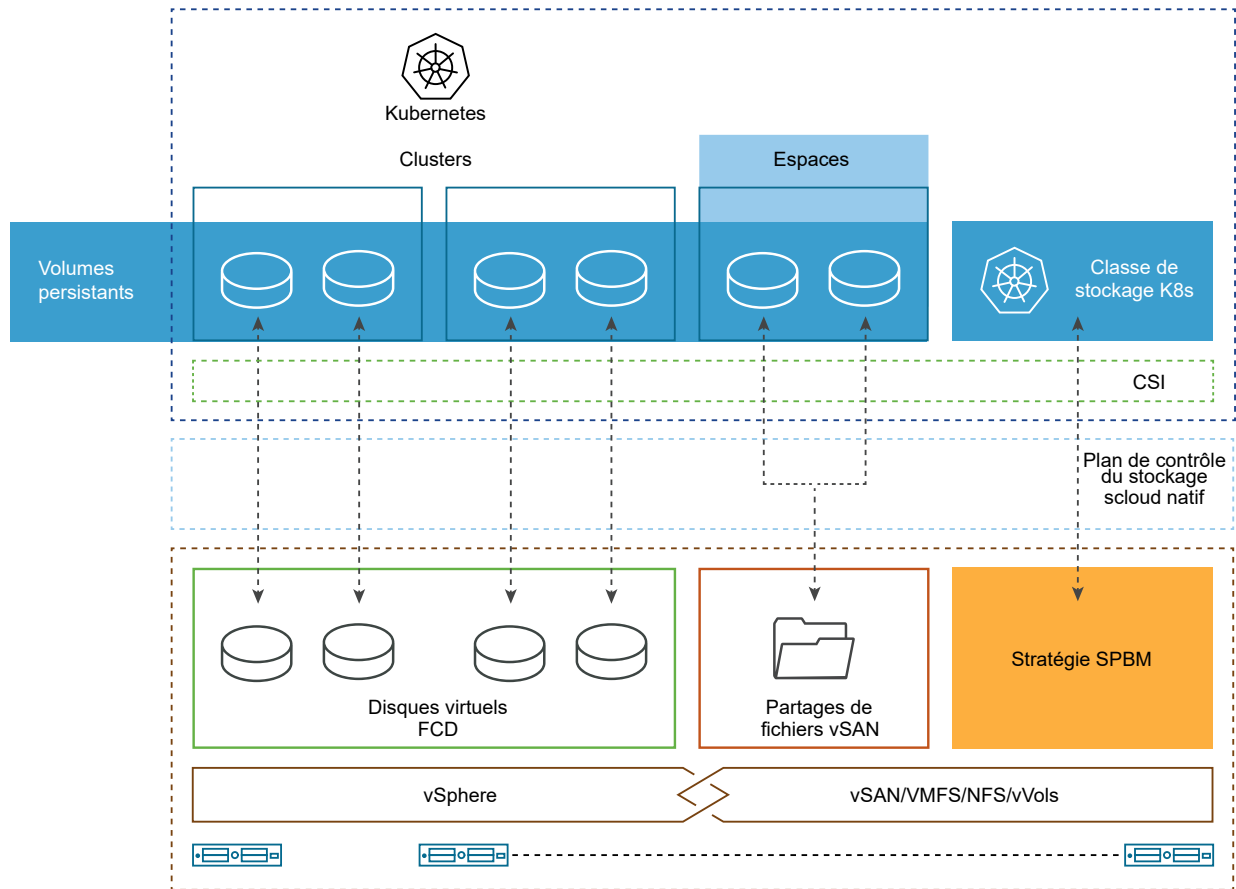 Kubernetes
Clusters
Espaces
Volumes
persistants
Classe de
stockage K8s
CSI
Plan de contrôle
du stockage
scloud natif
Disques virtuels
FCD
Partages de
fichiers vSAN
Stratégie SPBM
vSphere
vSAN/VMFS/NFS/vVols